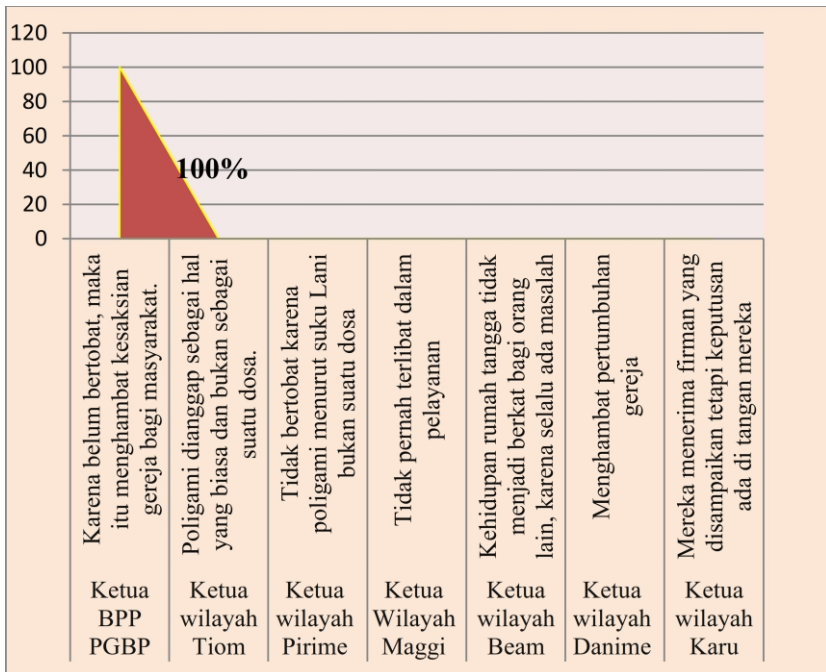 120
100
80
60
40
20
0
100%
Karena belum bertobat, maka
itu menghambat kesaksian
gereja bagi masyarakat.
Poligami dianggap sebagai hal
yang biasa dan bukan sebagai
suatu dosa.
Tidak bertobat karena
poligami menurut suku Lani
bukan suatu dosa
Tidak pernah terlibat dalam
pelayanan
Kehidupan rumah tangga tidak
menjadi berkat bagi orang
lain, karena selalu ada masalah
Menghambat pertumbuhan
gereja
Mereka menerima firman yang
disampaikan tetapi keputusan
ada di tangan mereka
Ketua
BPP
PGBP
Ketua
wilayah
Tiom
Ketua
wilayah
Pirime
Ketua
Wilayah
Maggi
Ketua
wilayah
Beam
Ketua
wilayah
Danime
Ketua
wilayah
Karu